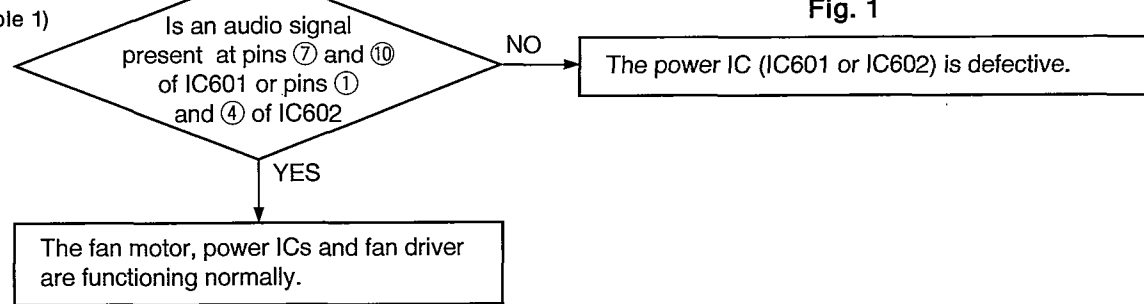 ole 1)
Fig. 1
Is an audio signal
present at pins ⑦ and ⑩
of IC601 or pins ①
and ④ of IC602
NO
The power IC (IC601 or IC602) is defective.
YES
The fan motor, power ICs and fan driver
are functioning normally.